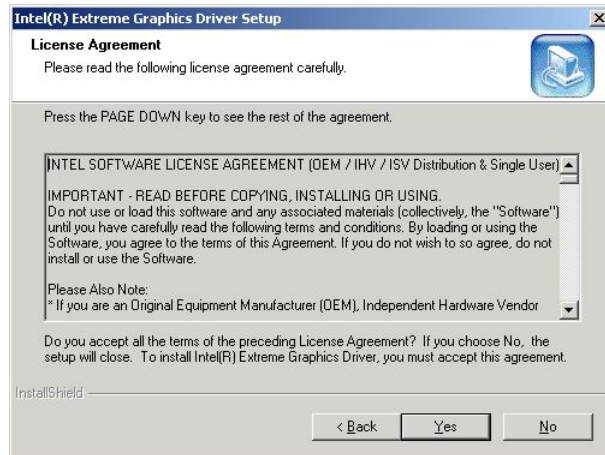 Intel(R) Extreme Graphics Driver Setup
License Agreement
Please read the following license agreement carefully.
Press the PAGE DOWN key to see the rest of the agreement.
INTEL SOFTWARE LICENSE AGREEMENT (OEM / IHV / ISV Distribution & Single User)
IMPORTANT - READ BEFORE COPYING, INSTALLING OR USING.
Do not use or load this software and any associated materials (collectively, the "Software")
until you have carefully read the following terms and conditions. By loading or using the
Software, you agree to the terms of this Agreement. If you do not wish to so agree, do not
install or use the Software.
Please Also Note:
* If you are an Original Equipment Manufacturer (OEM), Independent Hardware Vendor
Do you accept all the terms of the preceding License Agreement? If you choose No, the
setup will close. To install Intel(R) Extreme Graphics Driver, you must accept this agreement.
InstallShield
< Back Yes No